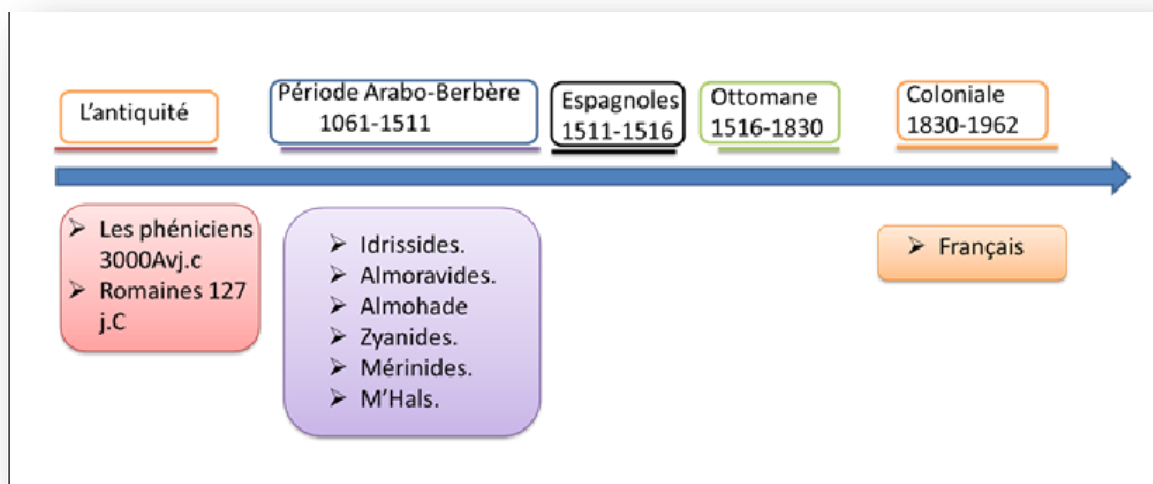 L'antiquité
Période Arabo-Berbère
1061-1511
Espagnoles
1511-1516
Ottomane
1516-1830
Coloniale
1830-1962
➢ Les phéniciens
3000Avj.c
➢ Romaines 127
j.C
➢ Idrissides.
➢ Almoravides.
➢ Almohade
➢ Zyanides.
➢ Mérinides.
➢ M'Hals.
➢ Français